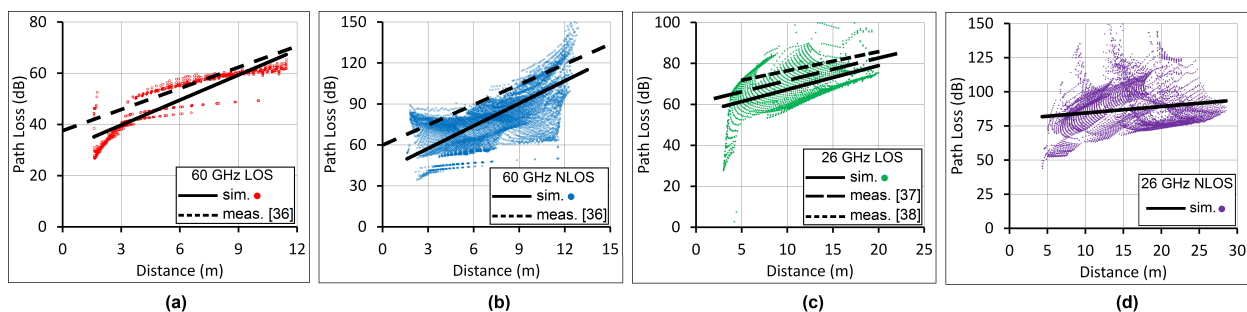 80
60
40
20
0
0
3
6
9
12
Path Loss (dB)
Distance (m)
60 GHz LOS
sim.
meas. [36]
(a)
150
120
90
60
30
0
0
3
6
9
12
15
Path Loss (dB)
Distance (m)
60 GHz NLOS
sim.
meas. [36]
(b)
100
80
60
40
20
0
0
5
10
15
20
25
Path Loss (dB)
Distance (m)
26 GHz LOS
sim.
meas. [37]
meas. [38]
(c)
150
125
100
75
50
25
0
0
5
10
15
20
25
30
Path Loss (dB)
Distance (m)
26 GHz NLOS
sim.
(d)